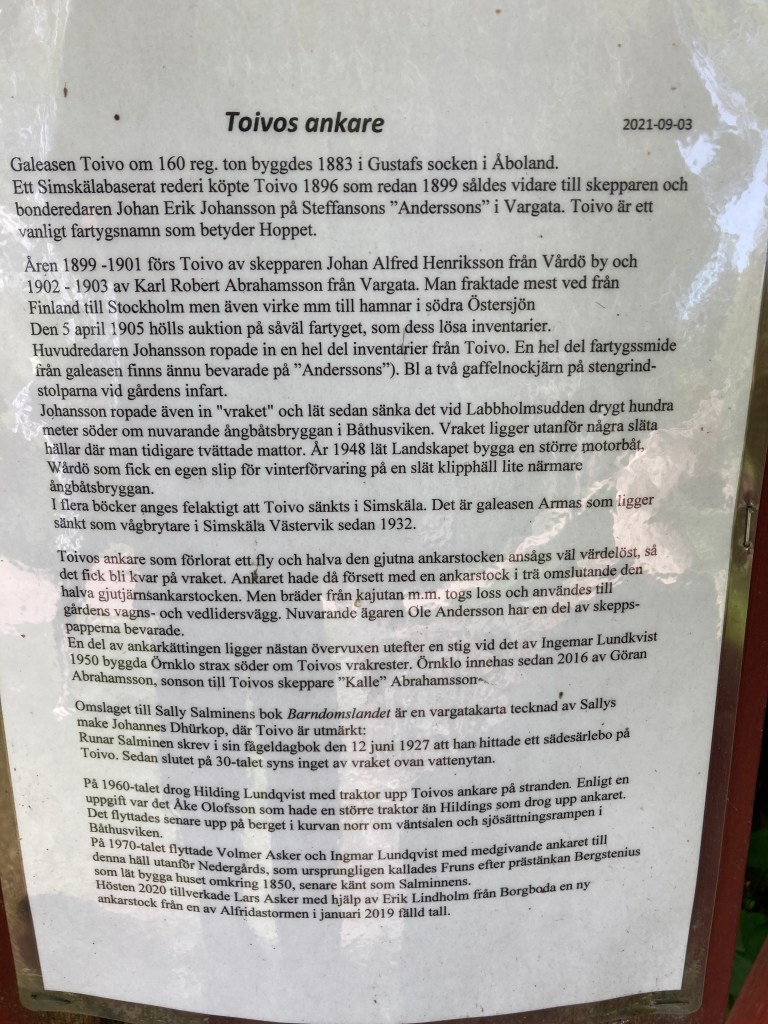 Toivos ankare
2021-09-03
Galeasen Toivo om 160 reg. ton byggdes 1883 i Gustafs socken i Åboland.
Ett Simskälabaserat rederi köpte Toivo 1896 som redan 1899 såldes vidare till skepparen och
bonderedaren Johan Erik Johansson på Steffansons ”Anderssons” i Vargata. Toivo är ett
vanligt fartygsnamn som betyder Hoppet.
Åren 1899 -1901 förs Toivo av skepparen Johan Alfred Henriksson från Vårdö by och
1902 - 1903 av Karl Robert Abrahamsson från Vargata. Man fraktade mest ved från
Finland till Stockholm men även virke mm till hamnar i södra Östersjön
Den 5 april 1905 hölls auktion på såväl fartyget, som dess lösa inventarier.
Huvudredaren Johansson ropade in en hel del inventarier från Toivo. En hel del fartygssmide
från galeasen finns ännu bevarade på ”Anderssons”). Bl a två gaffelnockjärn på stengrind-
stolparna vid gårdens infart.
Johansson ropade även in "vraket" och lät sedan sänka det vid Labbholmsudden drygt hundra
meter söder om nuvarande ångbåtsbryggan i Båthusviken. Vraket ligger utanför några släta
hällar där man tidigare tvättade mattor. År 1948 lät Landskapet bygga en större motorbåt,
Wårdö som fick en egen slip för vinterförvaring på en slät klipphäll lite närmare
ångbåtsbryggan.
I flera böcker anges felaktigt att Toivo sänkts i Simskäla. Det är galeasen Armas som ligger
sänkt som vågbrytare i Simskäla Västervik sedan 1932.
Toivos ankare som förlorat ett fly och halva den gjutna ankarstocken ansågs väl värdelöst, så
det fick bli kvar på vraket. Ankaret hade då försett med en ankarstock i trä omslutande den
halva gjutjärnsankarstocken. Men bräder från kajutan m.m. togs loss och användes till
gårdens vagns- och vedlidersvägg. Nuvarande ägaren Ole Andersson har en del av skepps-
papperna bevarade.
En del av ankarkättingen ligger nästan övervuxen utefter en stig vid det av Ingemar Lundkvist
1950 byggda Örnklo strax söder om Toivos vrakrester. Örnklo innehas sedan 2016 av Göran
Abrahamsson, sonson till Toivos skeppare ”Kalle” Abrahamsson
Omslaget till Sally Salminens bok Barndomslandet är en vargatakarta tecknad av Sallys
make Johannes Dhürkop, där Toivo är utmärkt:
Runar Salminen skrev i sin fågeldagbok den 12 juni 1927 att han hittade ett sädesärlebo på
Toivo. Sedan slutet på 30-talet syns inget av vraket ovan vattenytan.
På 1960-talet drog Hilding Lundqvist med traktor upp Toivos ankare på stranden. Enligt en
uppgift var det Åke Olofsson som hade en större traktor än Hildings som drog upp ankaret.
Det flyttades senare upp på berget i kurvan norr om väntsalen och sjösättningsrampen i
Båthusviken.
På 1970-talet flyttade Volmer Asker och Ingmar Lundqvist med medgivande ankaret till
denna häll utanför Nedergårds, som ursprungligen kallades Fruns efter prästänkan Bergstenius
som lät bygga huset omkring 1850, senare känt som Salminnens.
Hösten 2020 tillverkade Lars Asker med hjälp av Erik Lindholm från Borgboda en ny
ankarstock från en av Alfridastormen i januari 2019 fälld tall.